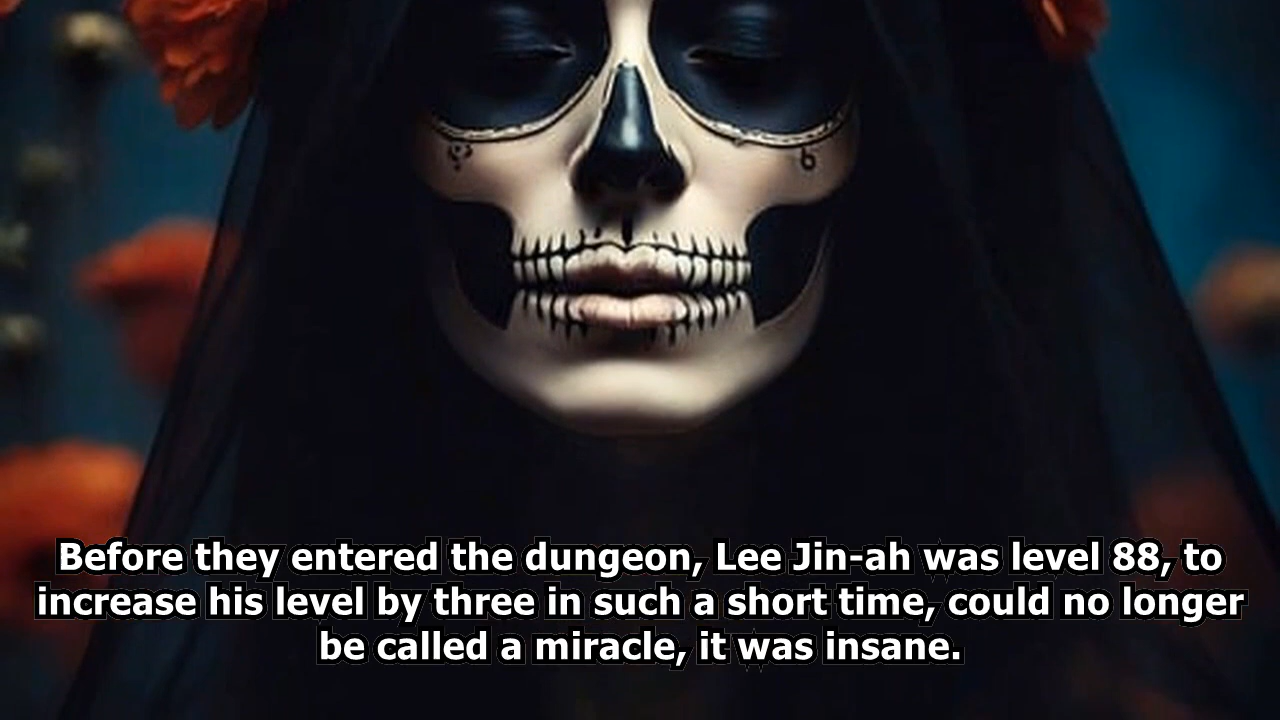 Before they entered the dungeon, Lee Jin-ah was level 88, to
increase his level by three in such a short time, could no longer
be called a miracle, it was insane.